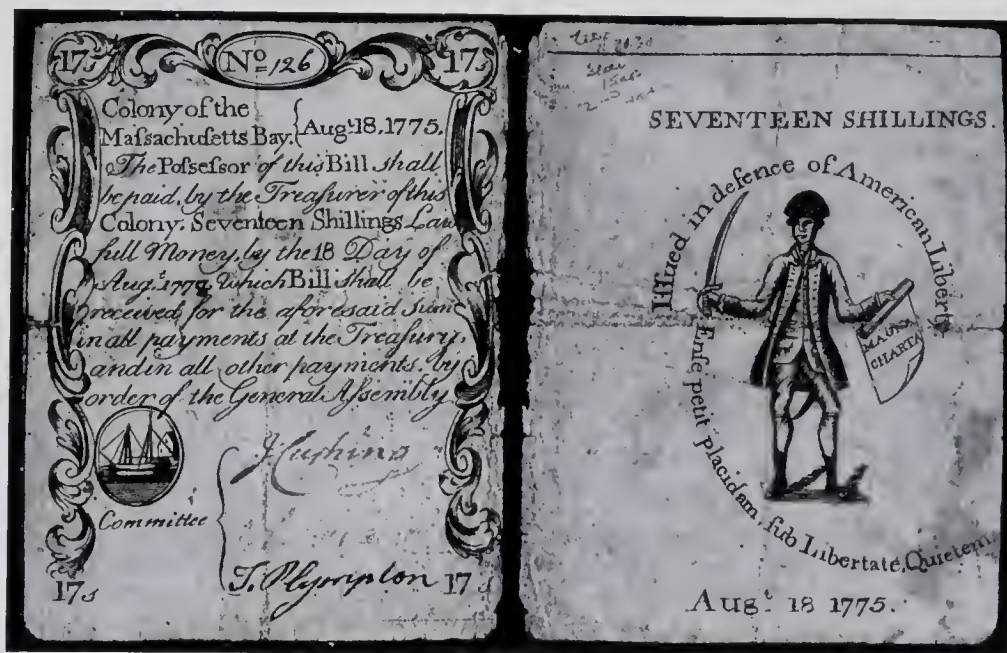 17s
Nº 126
17s
Colony of the
Maſsachuſetts Bay. { Augᵗ. 18, 1775.
The Poſseſsor of this Bill shall
be paid, by the Treaſurer of this
Colony. Seventeen Shillings Law
full Money, by the 18 Day of
Augᵗ. Which Bill shall be
received for the aforesaid sum
in all payments at the Treaſury,
and in all other payments by
order of the General Aſsembly
Committee
J Cushing
T. Plympton
17s
17
SEVENTEEN SHILLINGS.
Iſſued in defence of American Liberty
MAGNA
CHARTA
Enſe petit placidam, ſub Libertate, Quietem
Augᵗ. 18 1775.